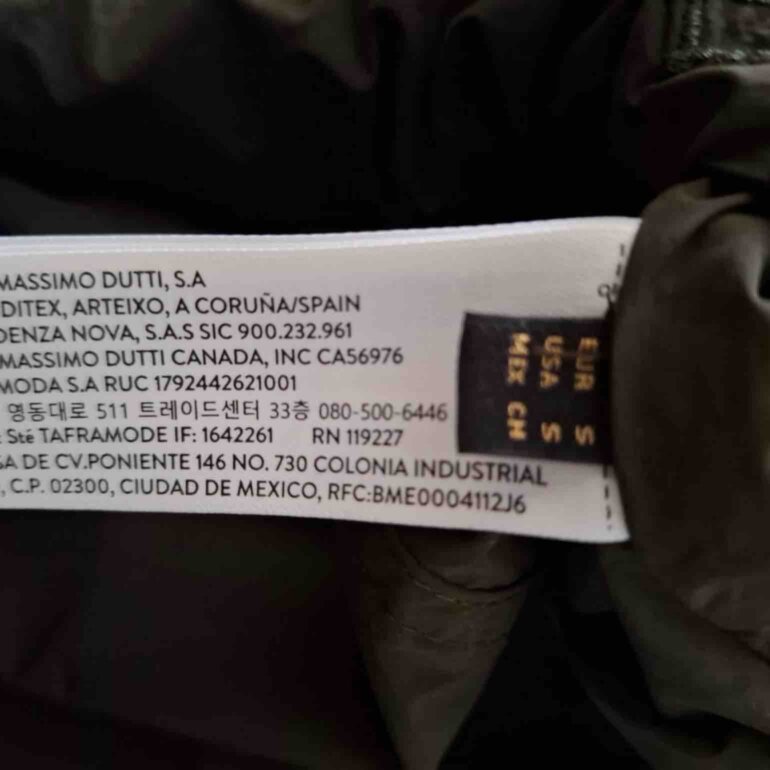 MASSIMO DUTTI, S.A
DITEX, ARTEIXO, A CORUÑA/SPAIN
DENZA NOVA, S.A.S SIC 900.232.961
MASSIMO DUTTI CANADA, INC CA56976
MODA S.A RUC 1792442621001
영동대로 511 트레이드센터 33층 080-500-6446
: Sté TAFRAMODE IF: 1642261 RN 119227
SA DE CV.PONIENTE 146 NO. 730 COLONIA INDUSTRIAL
, C.P. 02300, CIUDAD DE MEXICO, RFC:BME0004112J6
EUR S
USA S
MEX CH